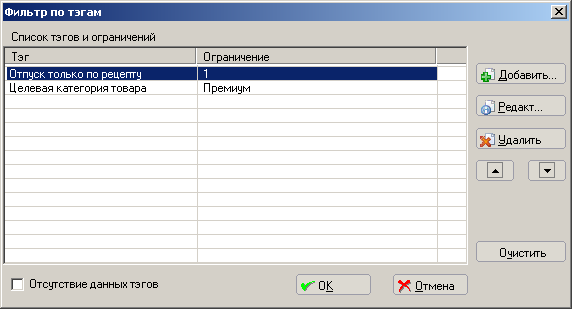 Фильтр по тэгам
Список тэгов и ограничений
Тэг Ограничение
Отпуск только по рецепту 1
Целевая категория товара Премиум
Добавить...
Редакт...
Удалить
Очистить
Отсутствие данных тэгов
OK
Отмена